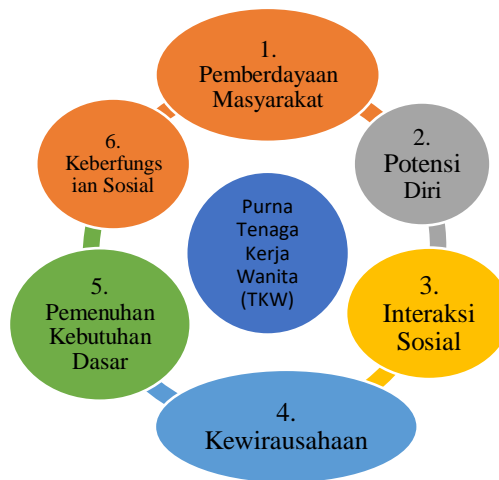 1.
Pemberdayaan
Masyarakat
2.
Potensi
Diri
3.
Interaksi
Sosial
4.
Kewirausahaan
5.
Pemenuhan
Kebutuhan
Dasar
6.
Keberfungs
ian Sosial
Purna
Tenaga
Kerja
Wanita
(TKW)